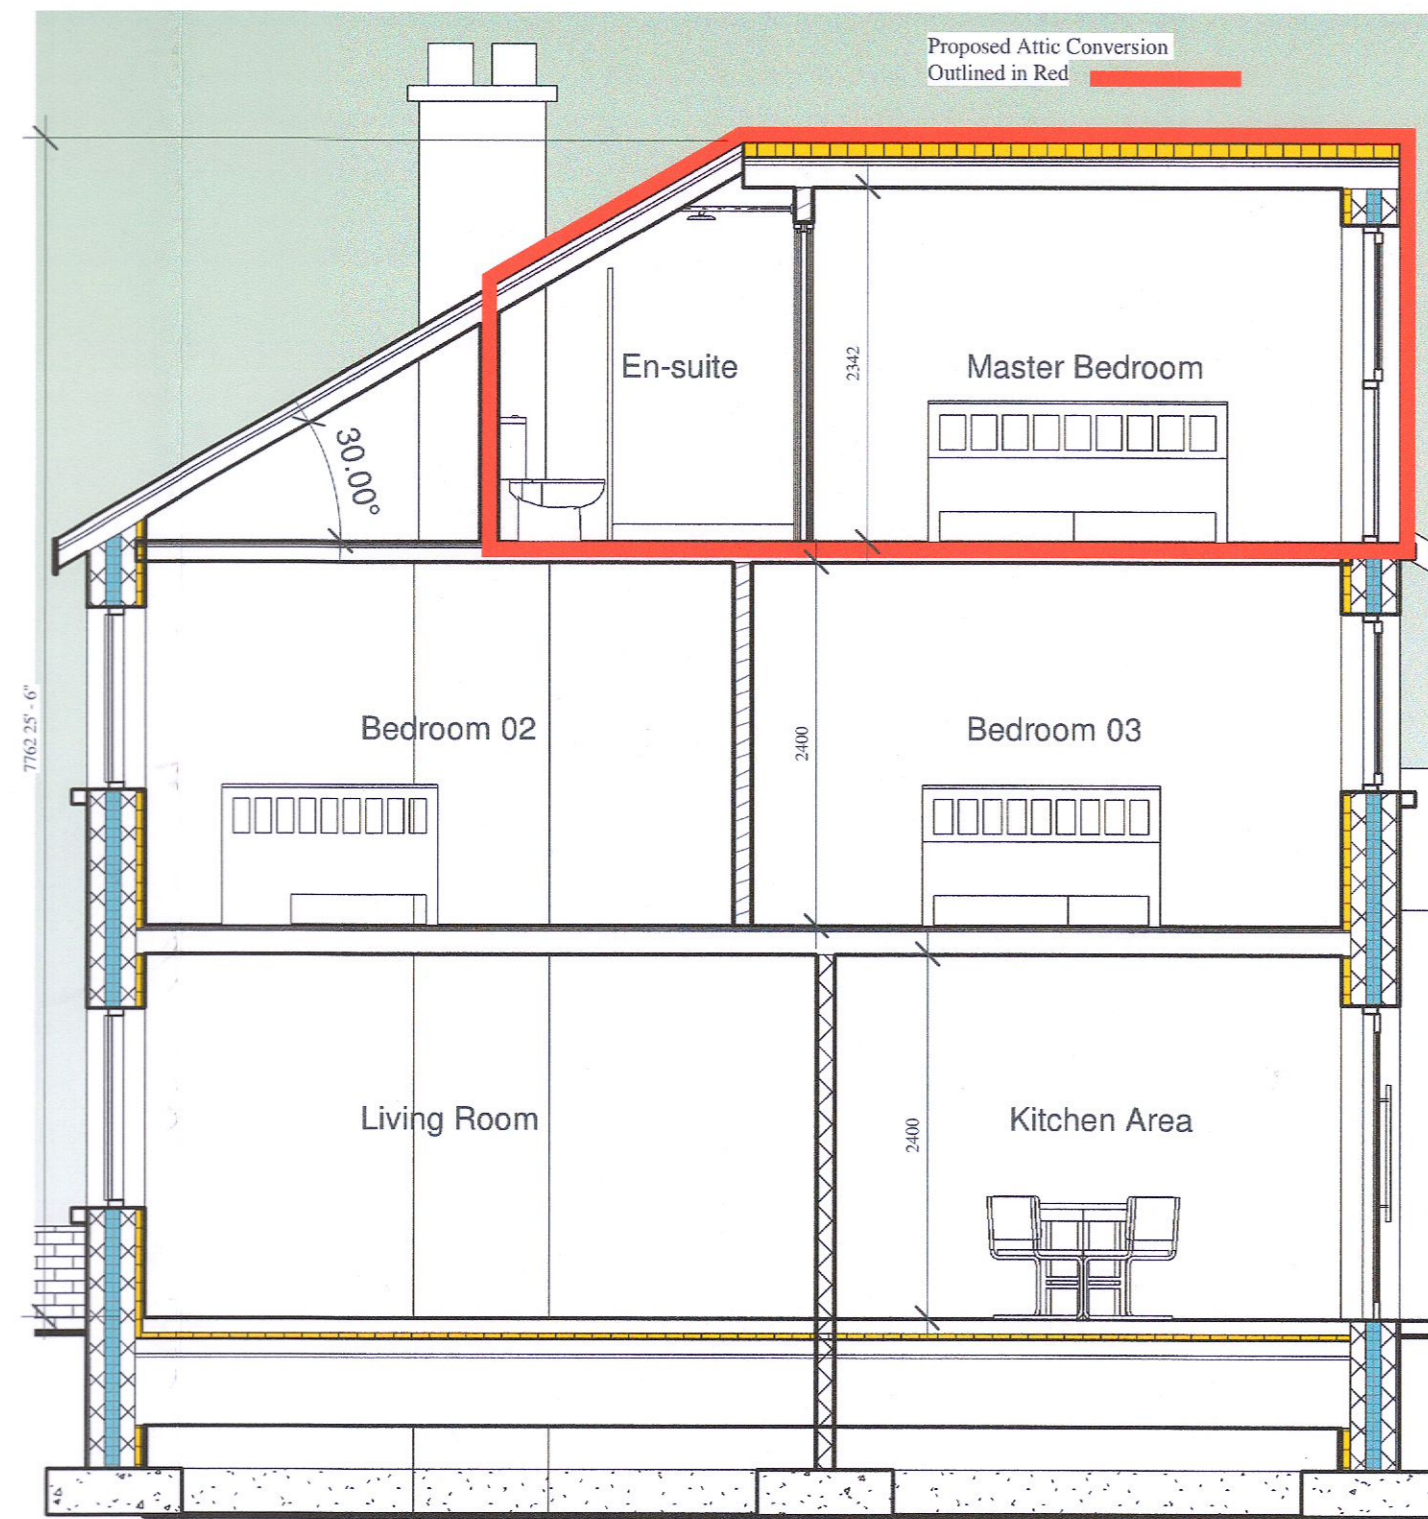 Proposed Attic Conversion
Outlined in Red
En-suite
2342
Master Bedroom
30.00°
7762 25' - 6"
Bedroom 02
2400
Bedroom 03
Living Room
2400
Kitchen Area